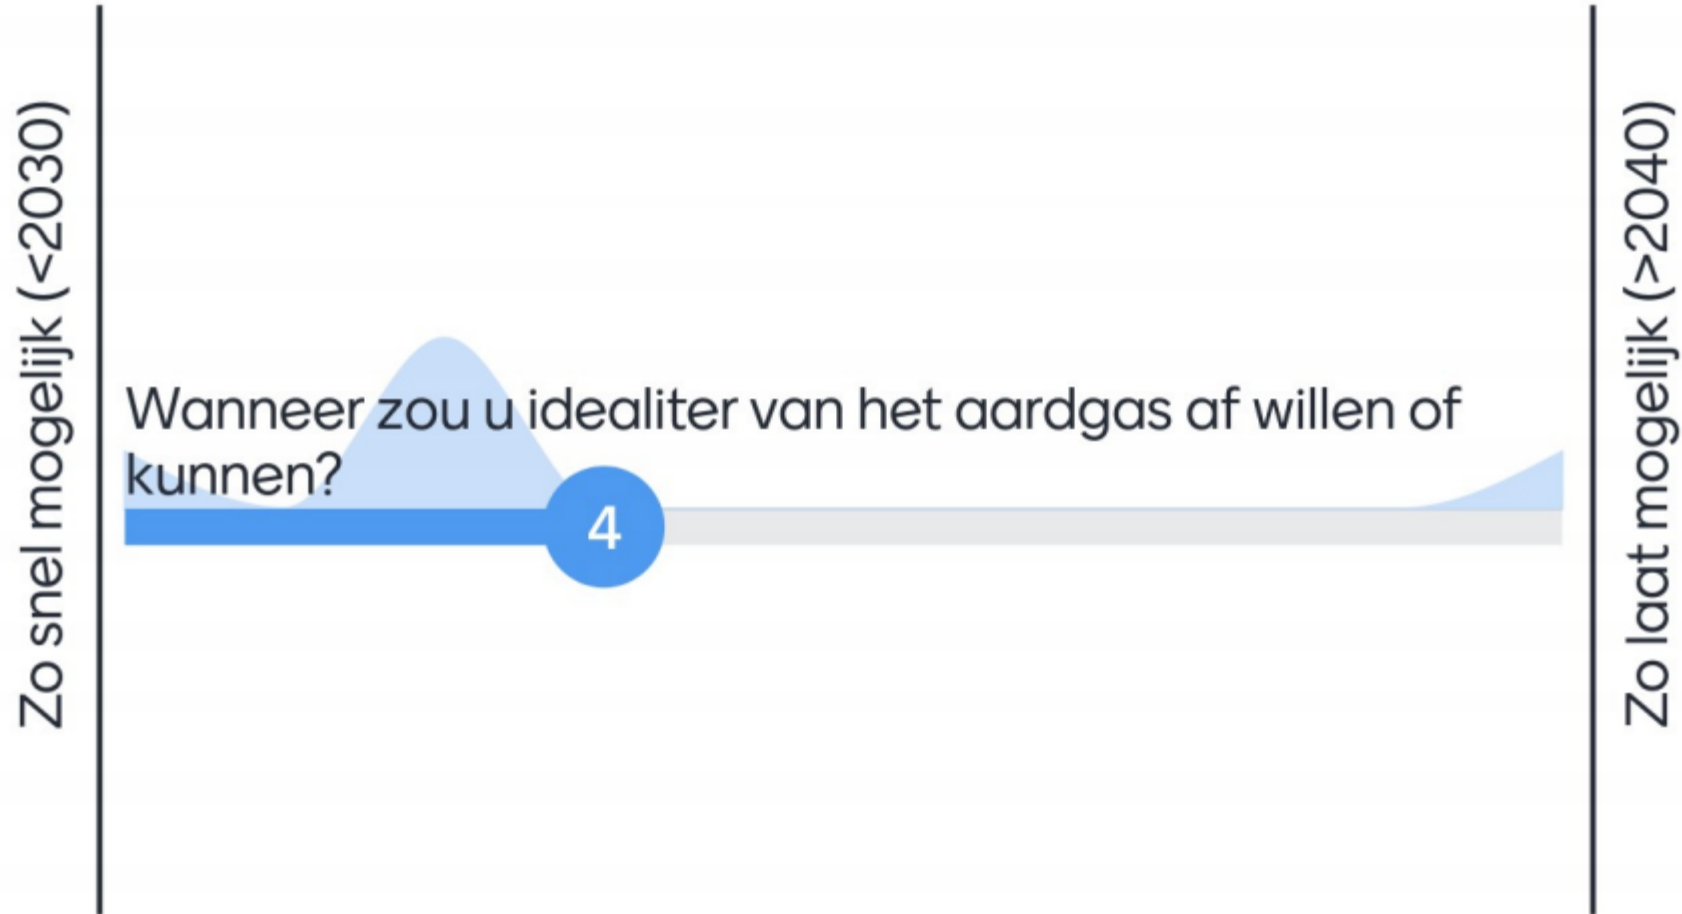 Zo snel mogelijk (<2030)
Wanneer zou u idealiter van het aardgas af willen of
kunnen?
4
Zo laat mogelijk (>2040)